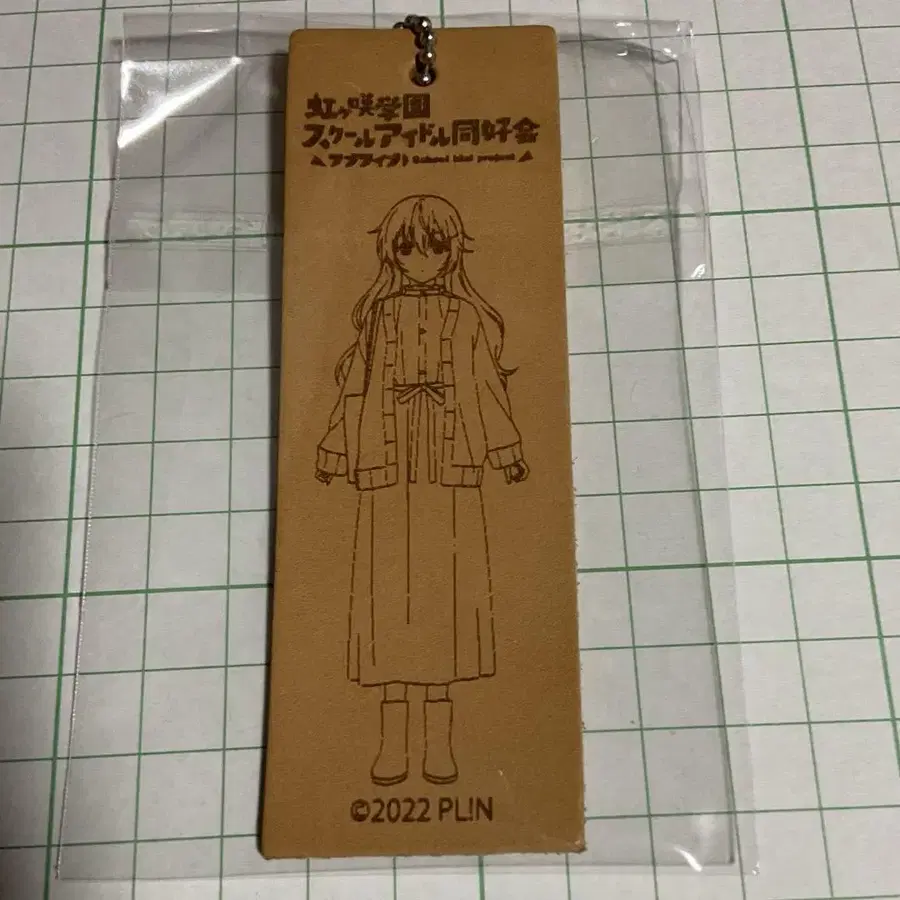 虹ヶ咲学園
スクールアイドル同好会
ラブライブ! School idol project
©2022 PL!N